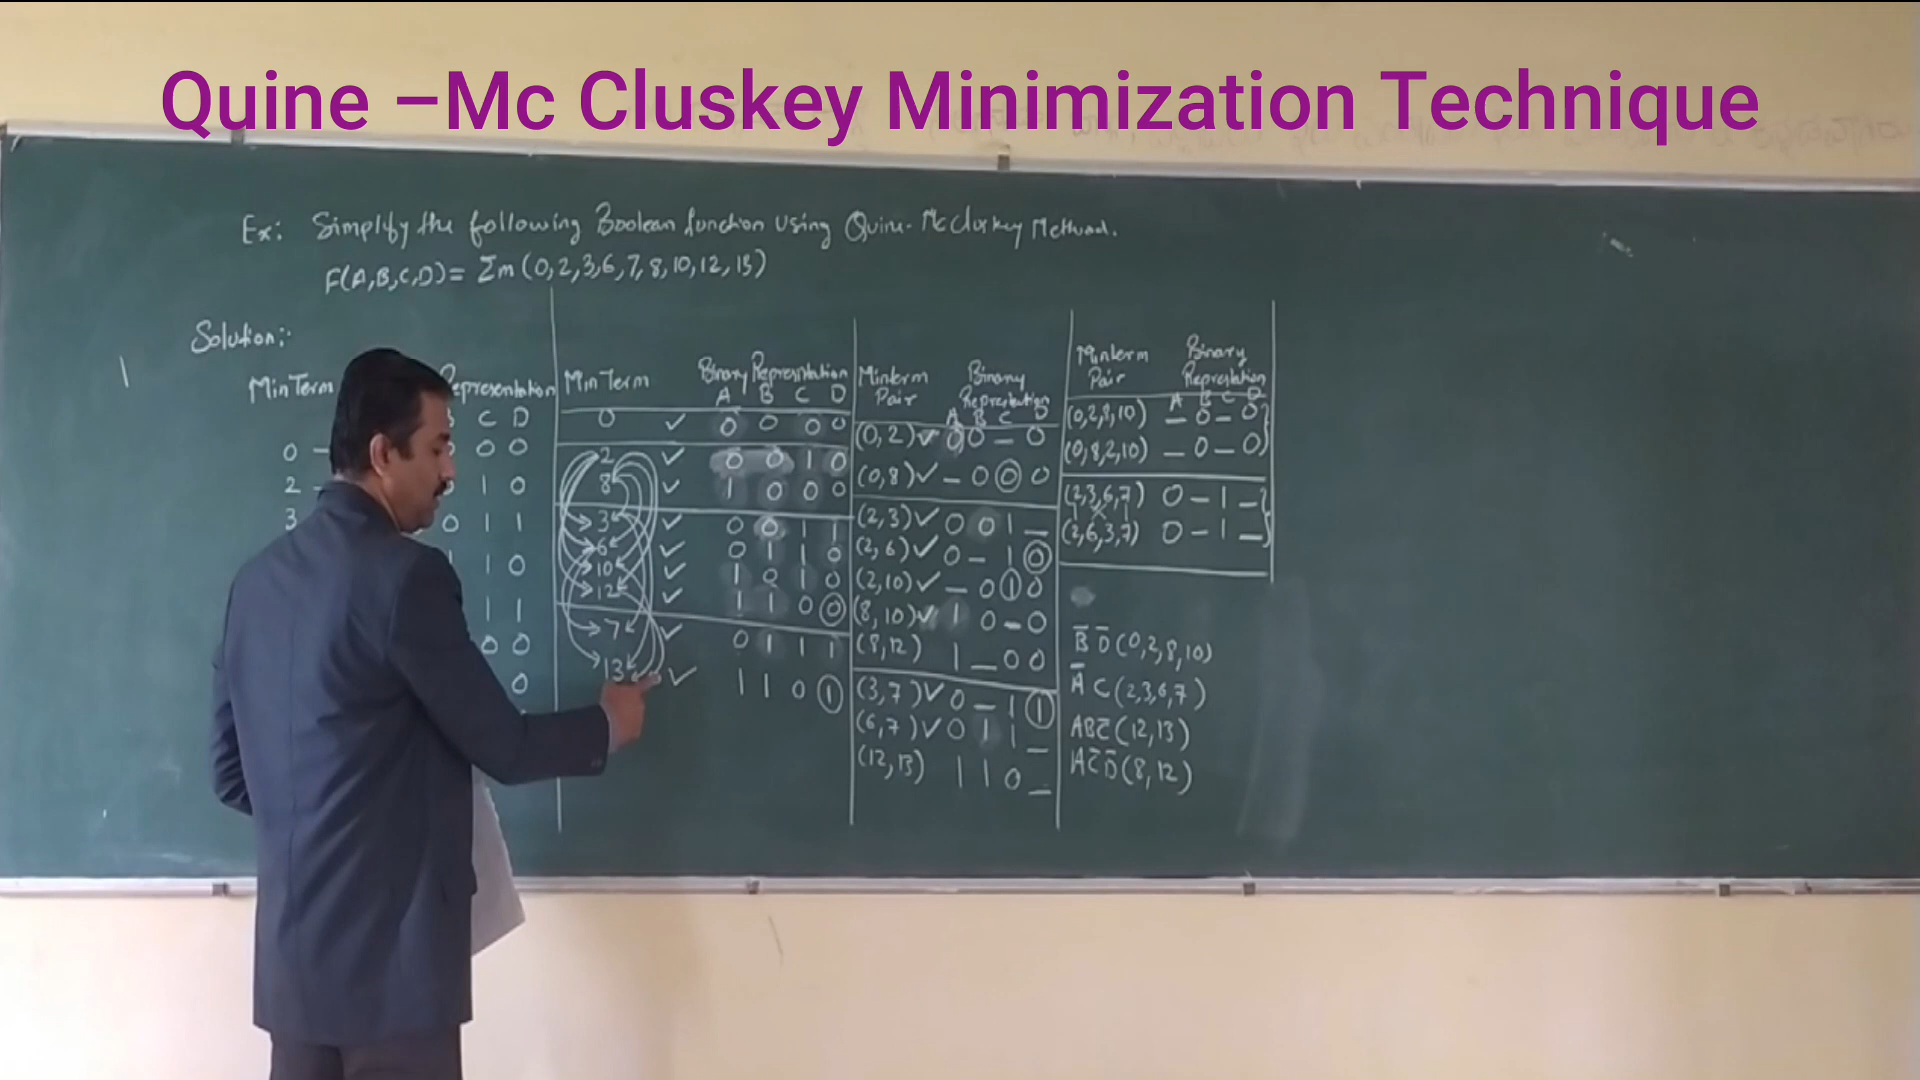 Quine –Mc Cluskey Minimization Technique
Ex: Simplify the following Boolean function using Quine-McCluskey Method.
F(A,B,C,D) = Σm (0,2,3,6,7,8,10,12,13)
Solution:
1
Min Term
Representation
C D
0 – 0 0
2 – 1 0
3 0 1 1
1 0
1 1
0 0
0
Min Term Binary Representation
A B C D
0 ✓ 0 0 0 0
2 ✓ 0 0 1 0
8 ✓ 1 0 0 0
3 ✓ 0 0 1 1
6 ✓ 0 1 1 0
10 ✓ 1 0 1 0
12 ✓ 1 1 0 0
7 ✓ 0 1 1 1
13 ✓ 1 1 0 1
Minterm Pair Binary Representation
A B C D
(0,2) ✓ 0 0 – 0
(0,8) ✓ – 0 0 0
(2,3) ✓ 0 0 1 –
(2,6) ✓ 0 – 1 0
(2,10) ✓ – 0 1 0
(8,10) ✓ 1 0 – 0
(8,12) 1 – 0 0
(3,7) ✓ 0 – 1 1
(6,7) ✓ 0 1 1 –
(12,13) 1 1 0 –
Minterm Pair Binary Represtation
A B C D
(0,2,8,10) – 0 – 0
(0,8,2,10) – 0 – 0
(2,3,6,7) 0 – 1 –
(2,6,3,7) 0 – 1 –
B̅ D̅ (0,2,8,10)
A̅ C (2,3,6,7)
ABC̅ (12,13)
AC̅D̅ (8,12)